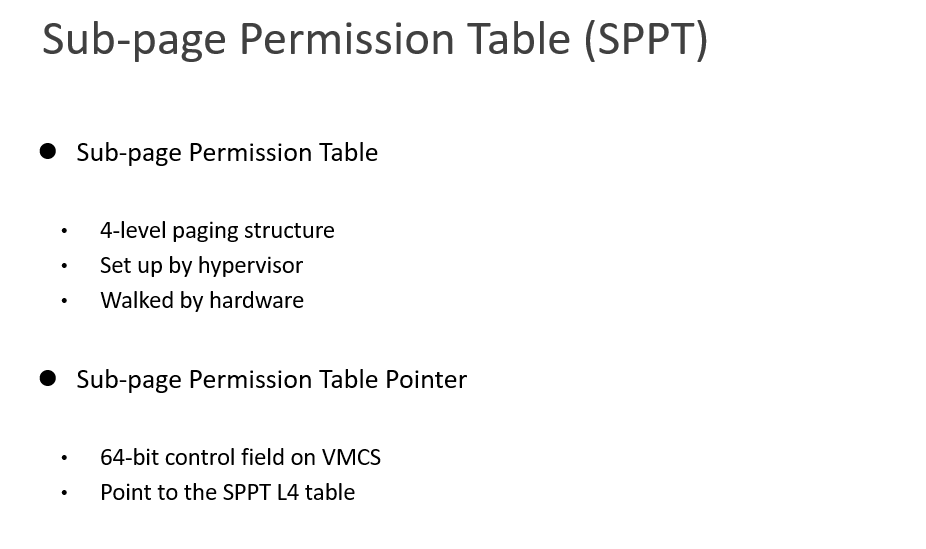 Sub-page Permission Table (SPPT)
● Sub-page Permission Table
• 4-level paging structure
• Set up by hypervisor
• Walked by hardware
● Sub-page Permission Table Pointer
• 64-bit control field on VMCS
• Point to the SPPT L4 table